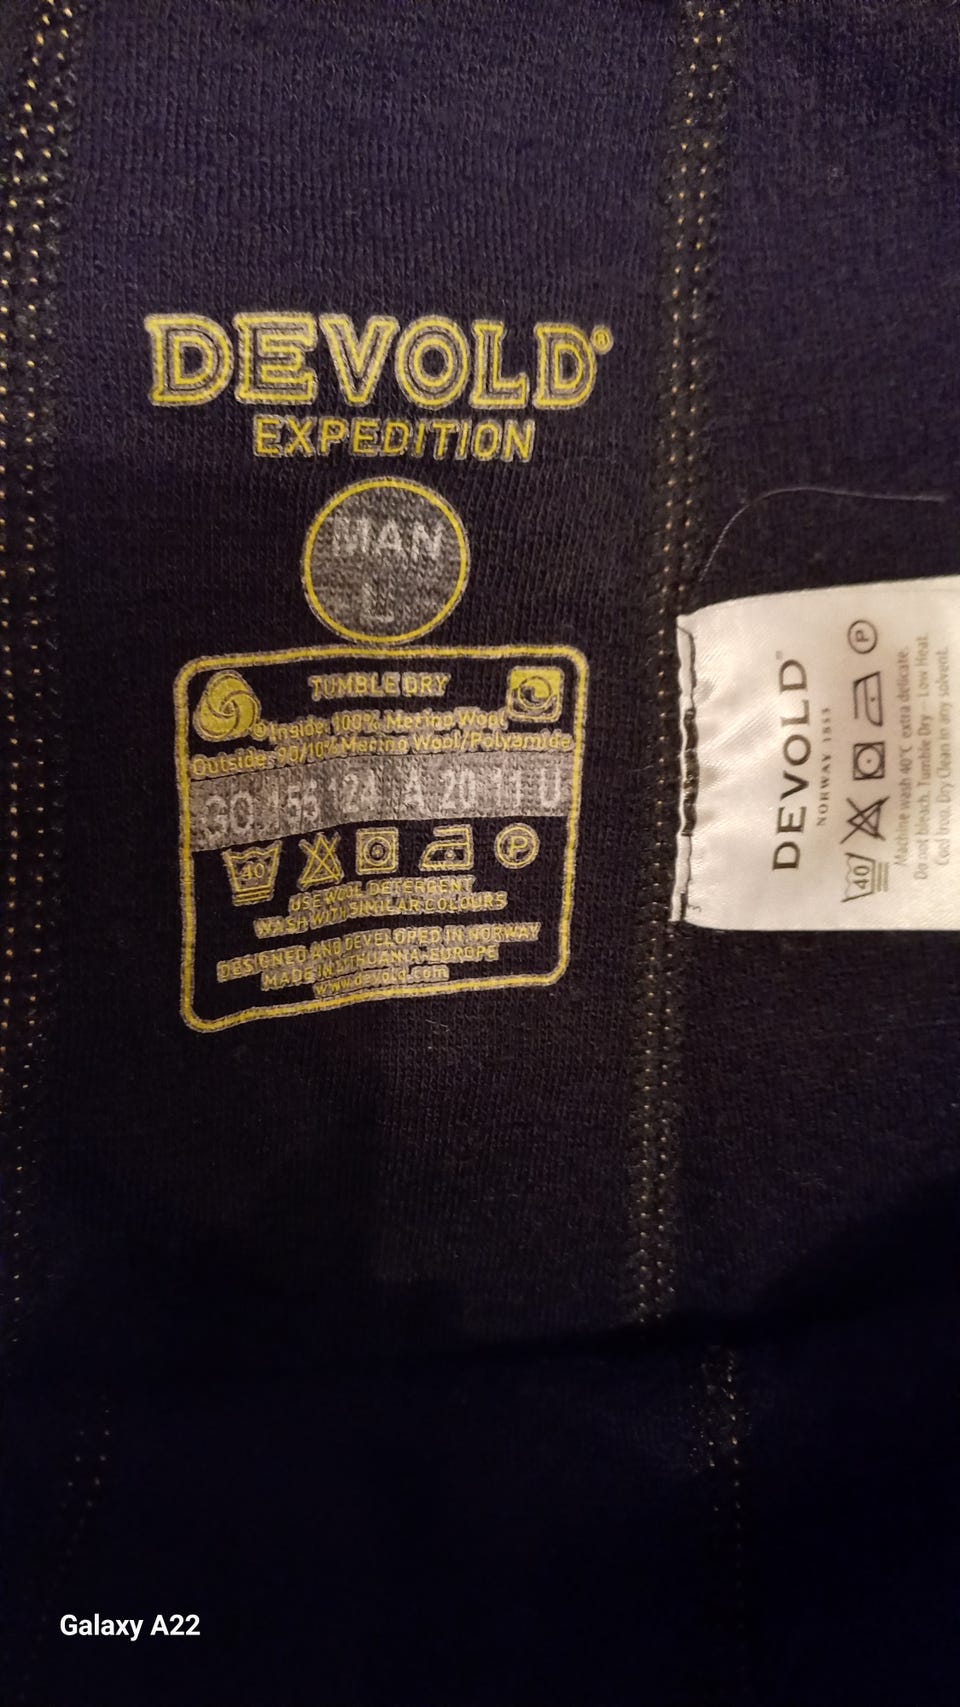 DEVOLD®
EXPEDITION
MAN
L
TUMBLE DRY
® Inside: 100% Merino Wool
Outside: 90/10% Merino Wool/Polyamide
GO 155 124 A 20 11 U
40 P
USE WOOL DETERGENT
WASH WITH SIMILAR COLOURS
DESIGNED AND DEVELOPED IN NORWAY
MADE IN LITHUANIA-EUROPE
www.devold.com
DEVOLD®
NORWAY 1853
40 P
Machine wash 40°C extra delicate.
Do not bleach. Tumble Dry – Low Heat.
Cool Iron. Dry Clean in any solvent.
3
Galaxy A22